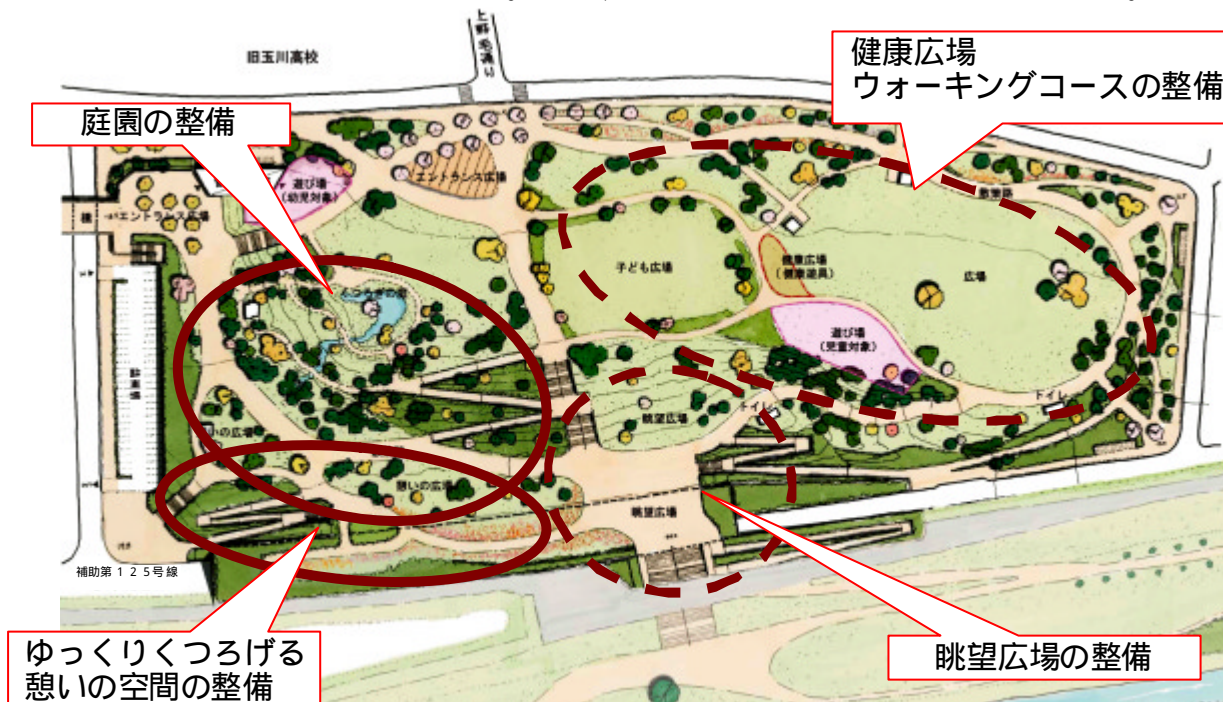 上野毛通り
旧玉川高校
健康広場
ウォーキングコースの整備
庭園の整備
遊び場
（幼児対象）
エントランス広場
散策路
橋
エントランス広場
子ども広場
健康広場
（健康遊具）
広場
遊び場
（児童対象）
駐車場
トイレ
トイレ
眺望広場
いの広場
憩いの広場
眺望広場
補助第１２５号線
ゆっくりくつろげる
憩いの空間の整備
眺望広場の整備